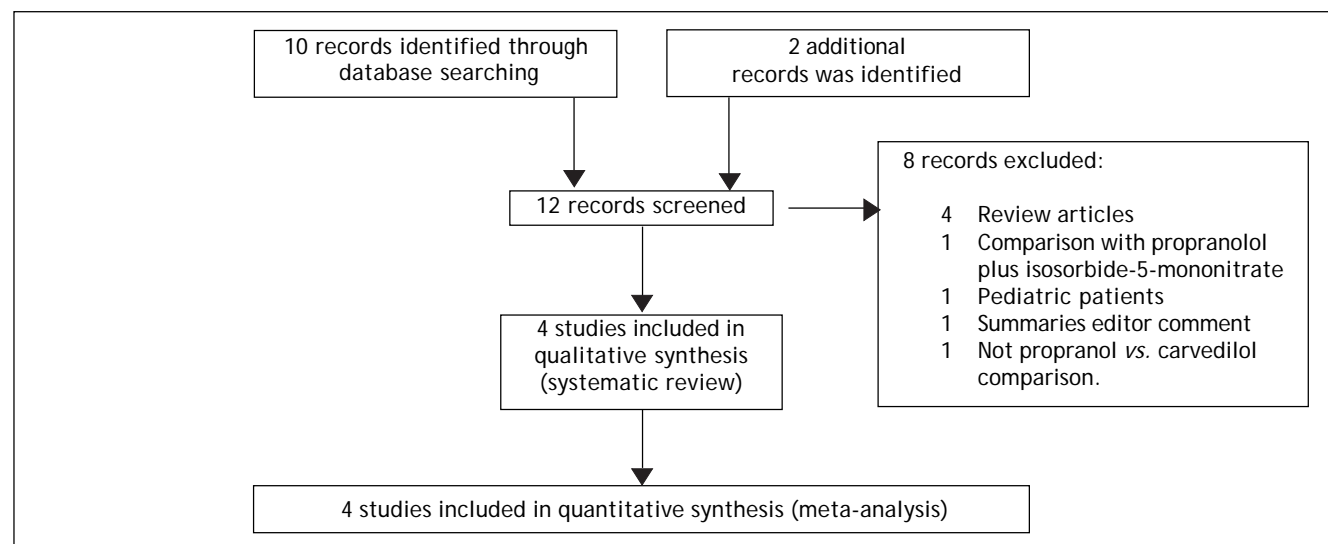 10 records identified through
database searching
2 additional
records was identified
12 records screened
8 records excluded:
4 Review articles
1 Comparison with propranolol
plus isosorbide-5-mononitrate
1 Pediatric patients
1 Summaries editor comment
1 Not propranol vs. carvedilol
comparison.
4 studies included in
qualitative synthesis
(systematic review)
4 studies included in quantitative synthesis (meta-analysis)